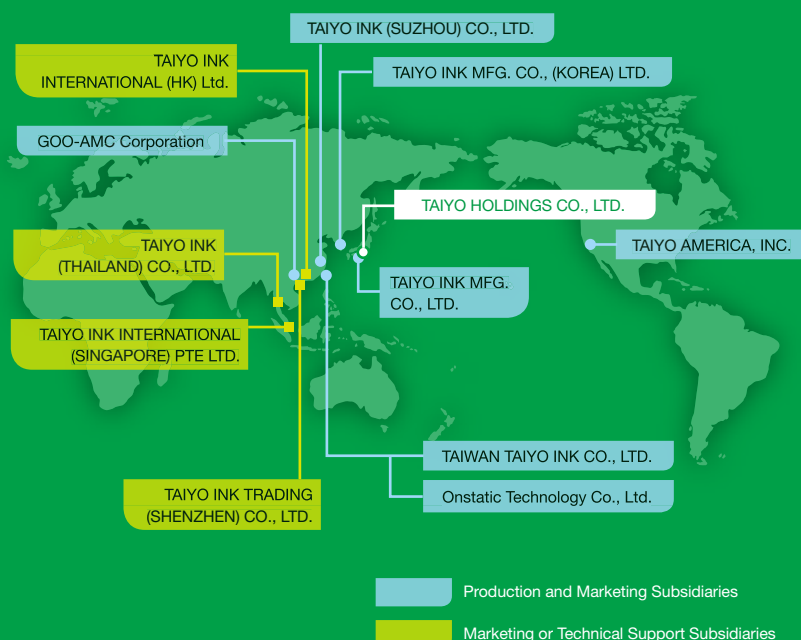 TAIYO INK (SUZHOU) CO., LTD.
TAIYO INK
INTERNATIONAL (HK) Ltd.
TAIYO INK MFG. CO., (KOREA) LTD.
GOO-AMC Corporation
TAIYO HOLDINGS CO., LTD.
TAIYO INK
(THAILAND) CO., LTD.
TAIYO AMERICA, INC.
TAIYO INK MFG.
CO., LTD.
TAIYO INK INTERNATIONAL
(SINGAPORE) PTE LTD.
TAIWAN TAIYO INK CO., LTD.
Onstatic Technology Co., Ltd.
TAIYO INK TRADING
(SHENZHEN) CO., LTD.
Production and Marketing Subsidiaries
Marketing or Technical Support Subsidiaries